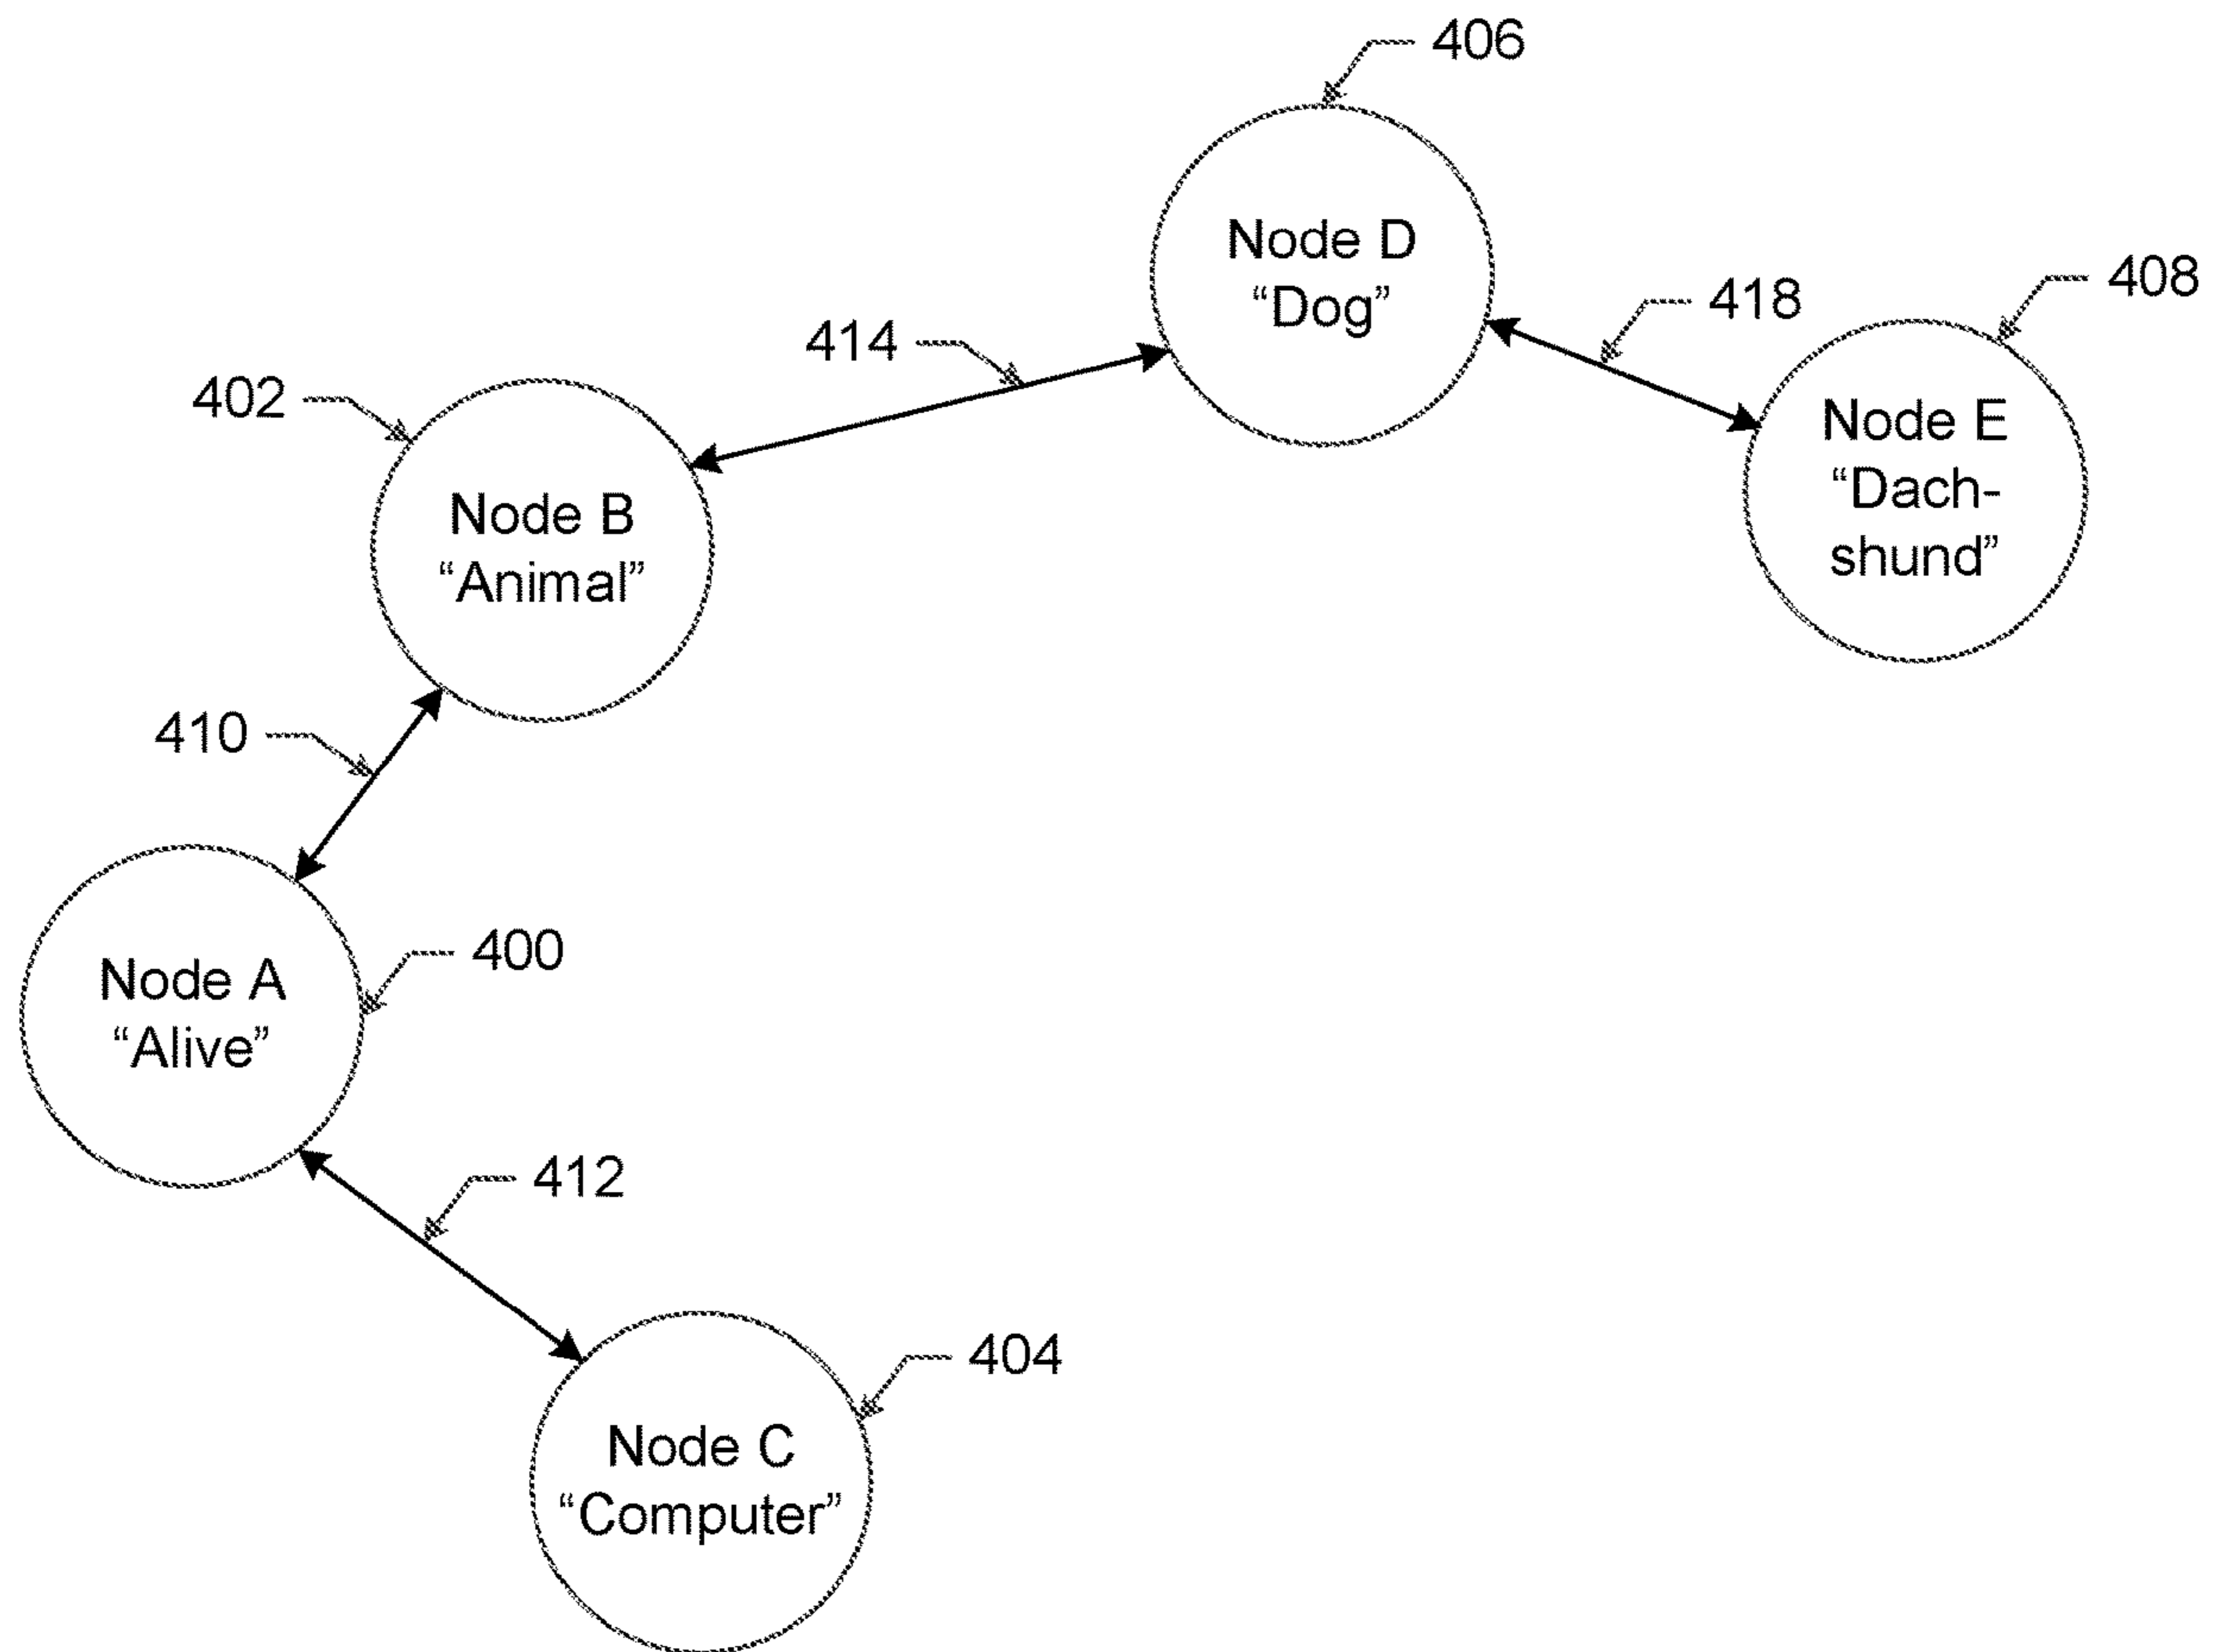 406
Node D
“Dog”
408
418
414
Node E
“Dach-
shund”
402
Node B
“Animal”
410
400
Node A
“Alive”
412
404
Node C
“Computer”